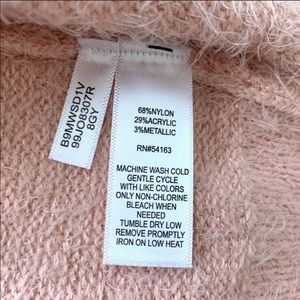 B9MWSD1V
99JO8307R
8GY
68%NYLON
29%ACRYLIC
3%METALLIC
RN#54163
MACHINE WASH COLD
GENTLE CYCLE
WITH LIKE COLORS
ONLY NON-CHLORINE
BLEACH WHEN
NEEDED
TUMBLE DRY LOW
REMOVE PROMPTLY
IRON ON LOW HEAT